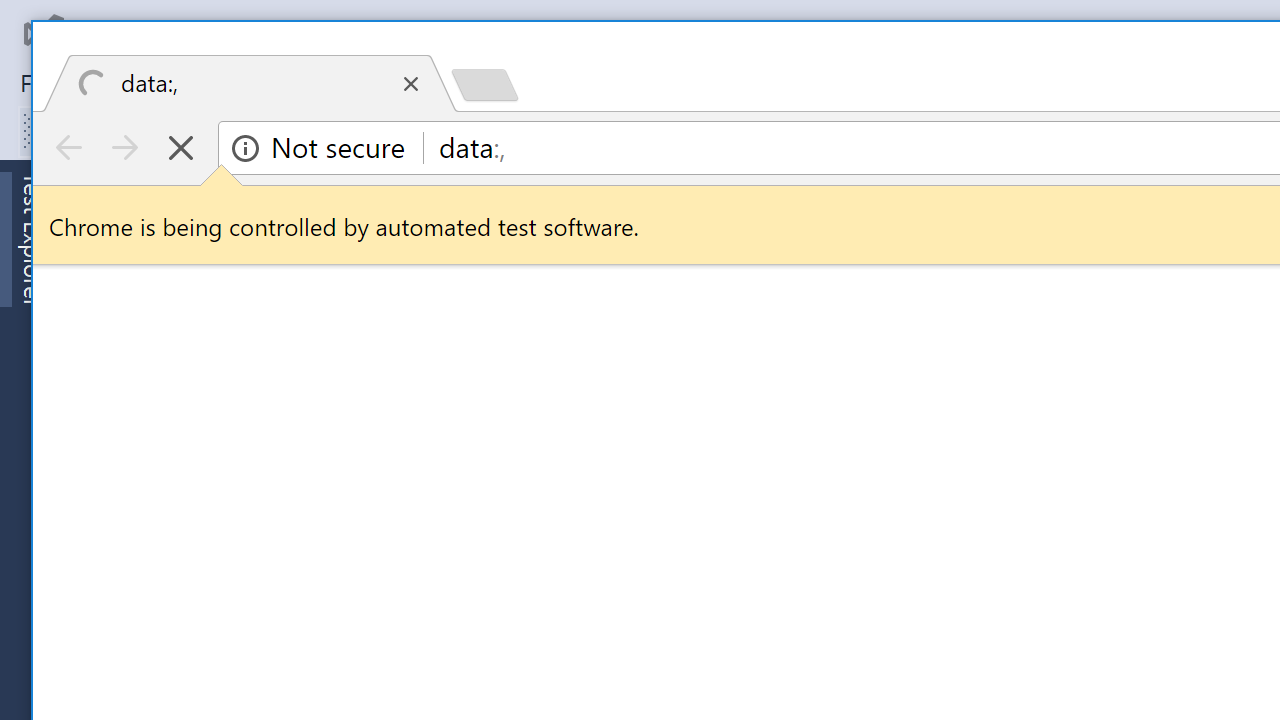 F
data:,
Not secure data:,
Test Explorer
Chrome is being controlled by automated test software.